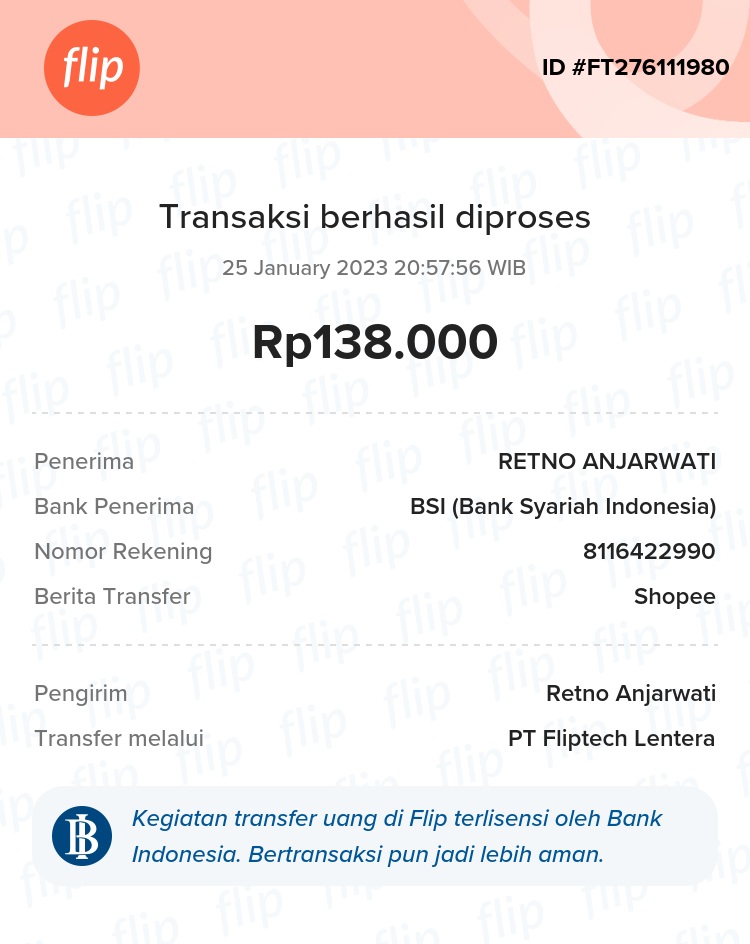 flip
ID #FT276111980
Transaksi berhasil diproses
25 January 2023 20:57:56 WIB
Rp138.000
Penerima RETNO ANJARWATI
Bank Penerima BSI (Bank Syariah Indonesia)
Nomor Rekening 8116422990
Berita Transfer Shopee
Pengirim Retno Anjarwati
Transfer melalui PT Fliptech Lentera
Kegiatan transfer uang di Flip terlisensi oleh Bank
Indonesia. Bertransaksi pun jadi lebih aman.